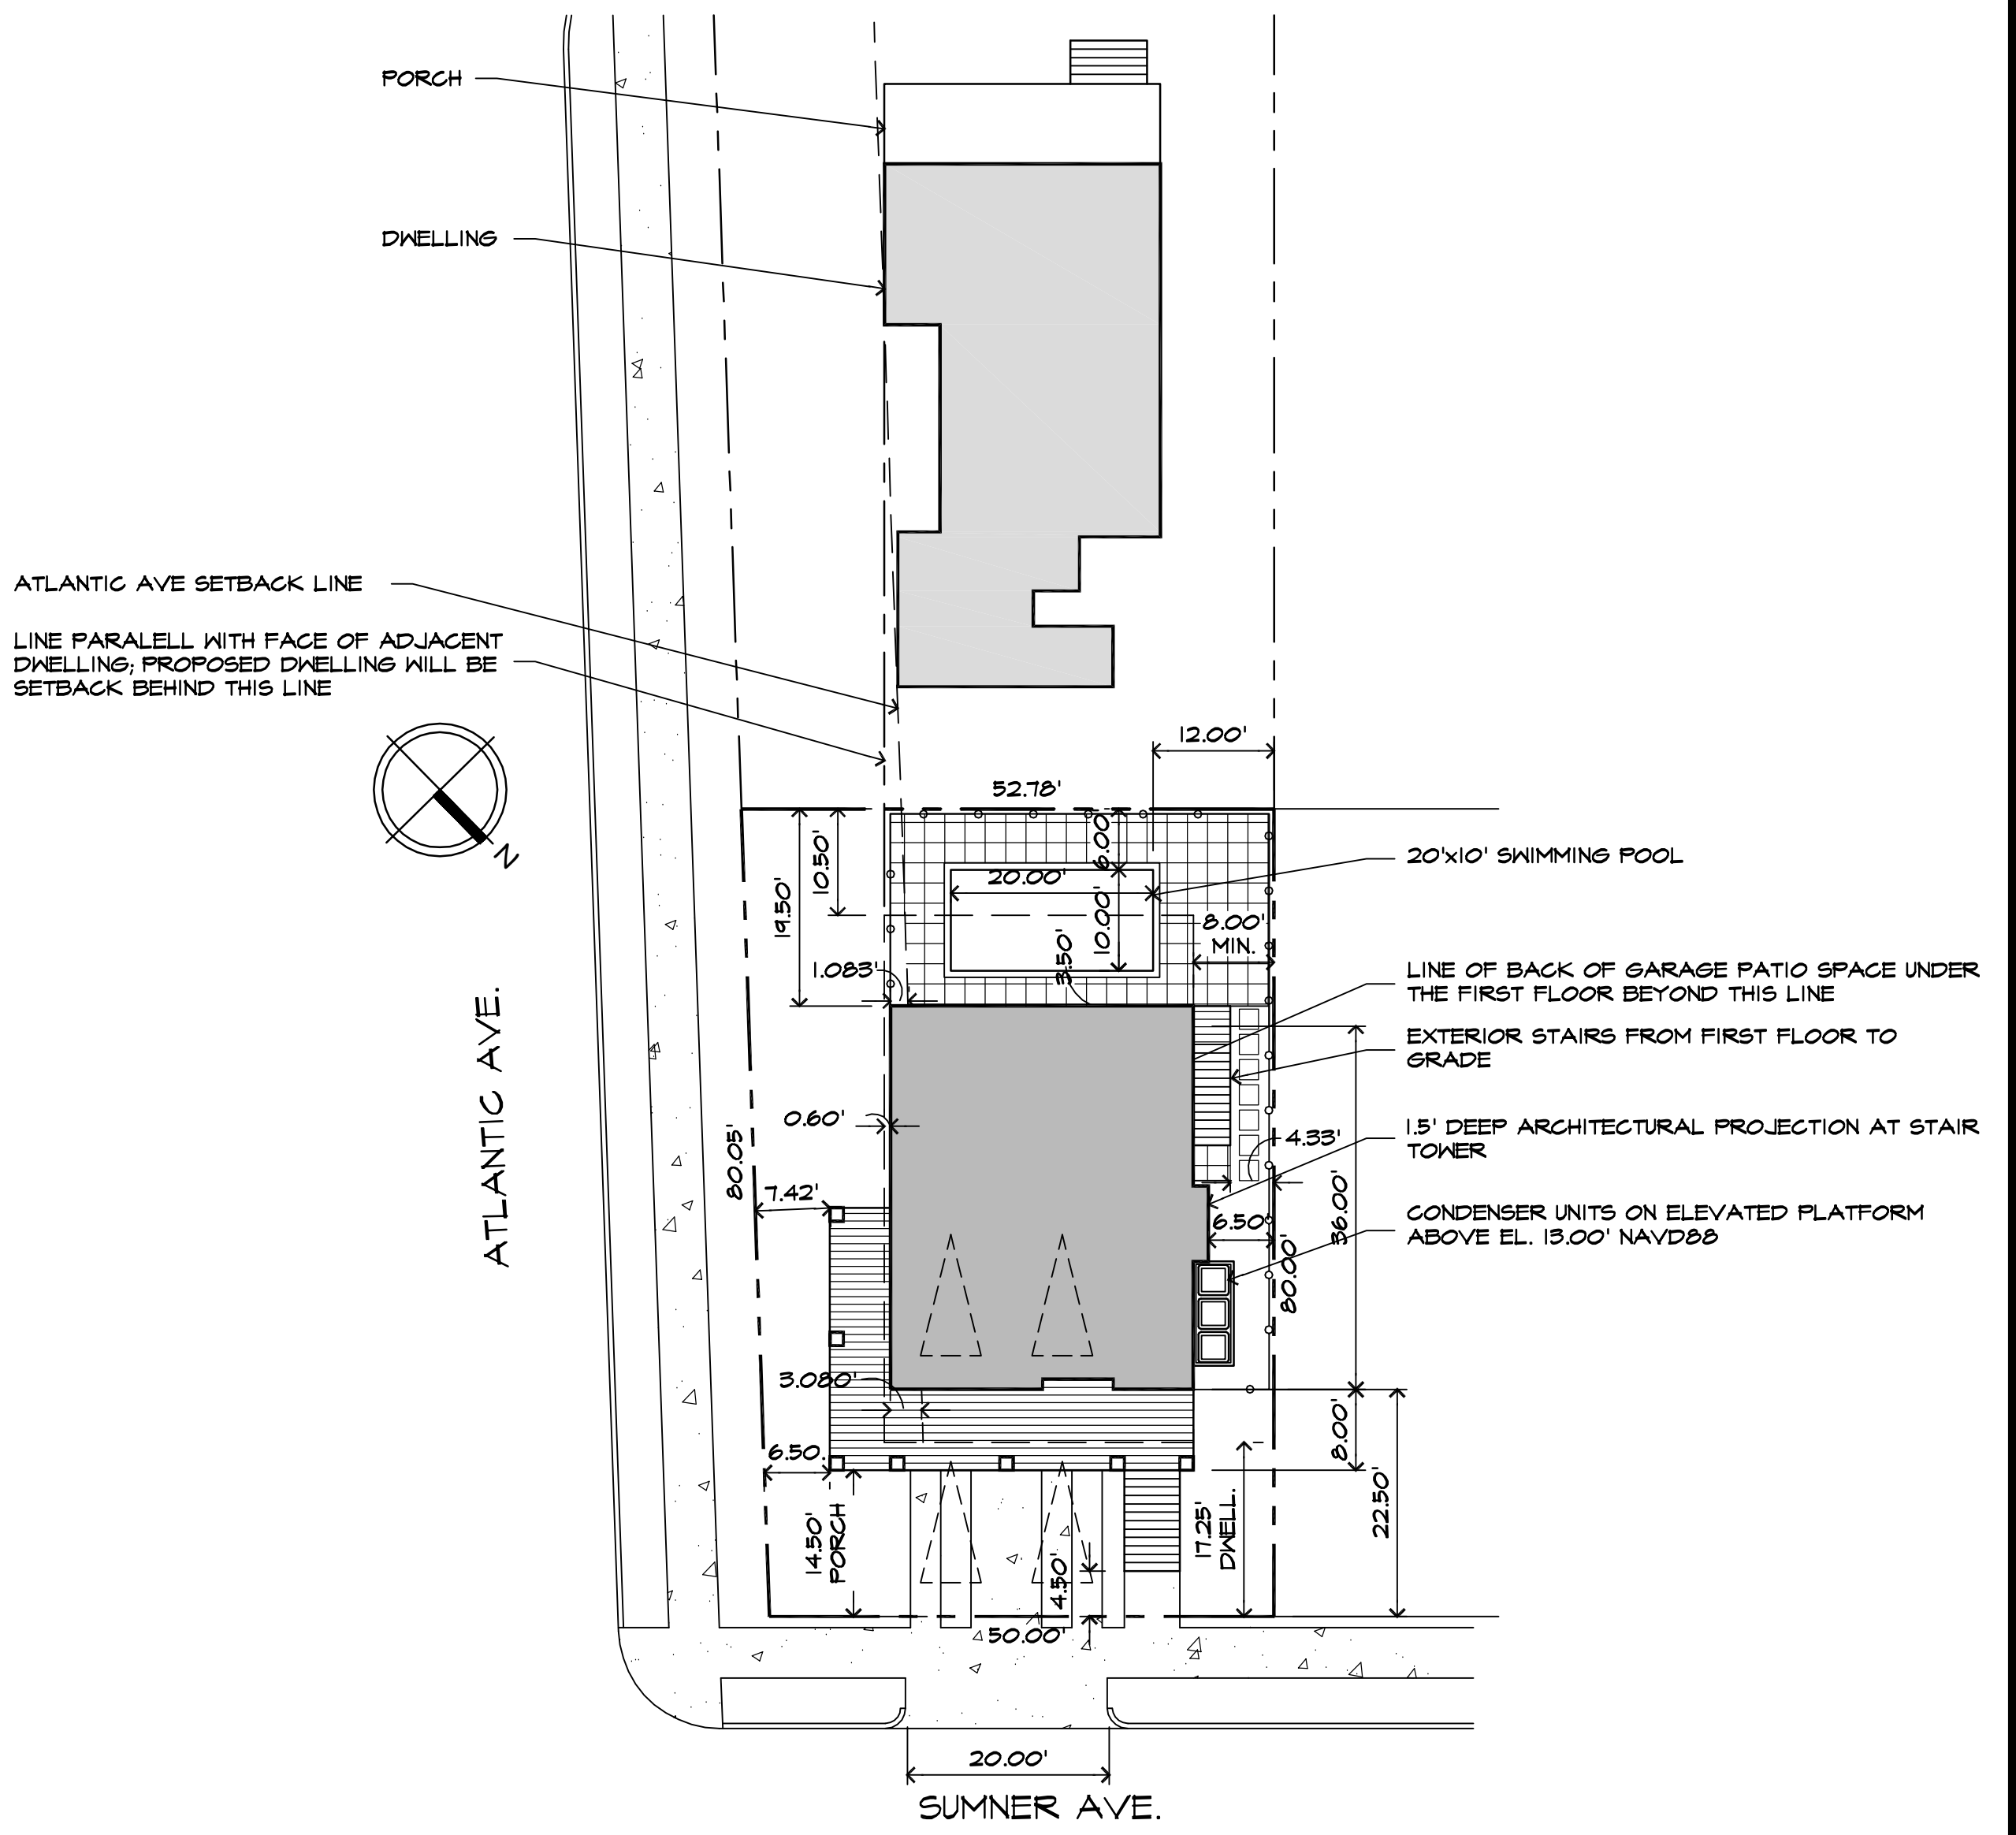 PORCH
DWELLING
ATLANTIC AVE SETBACK LINE
LINE PARALELL WITH FACE OF ADJACENT
DWELLING; PROPOSED DWELLING WILL BE
SETBACK BEHIND THIS LINE
N
12.00'
52.78'
6.00'
20'x10' SWIMMING POOL
10.50'
20.00'
19.50'
10.00'
8.00'
MIN.
3.50'
1.083'
LINE OF BACK OF GARAGE PATIO SPACE UNDER
THE FIRST FLOOR BEYOND THIS LINE
EXTERIOR STAIRS FROM FIRST FLOOR TO
GRADE
0.60'
1.5' DEEP ARCHITECTURAL PROJECTION AT STAIR
TOWER
4.33'
ATLANTIC AVE.
80.05'
7.42'
36.00'
CONDENSER UNITS ON ELEVATED PLATFORM
ABOVE EL. 13.00' NAVD88
6.50'
80.00'
3.080'
8.00'
6.50'
22.50'
14.50'
PORCH
17.25'
DWELL.
4.50'
50.00'
20.00'
SUMNER AVE.